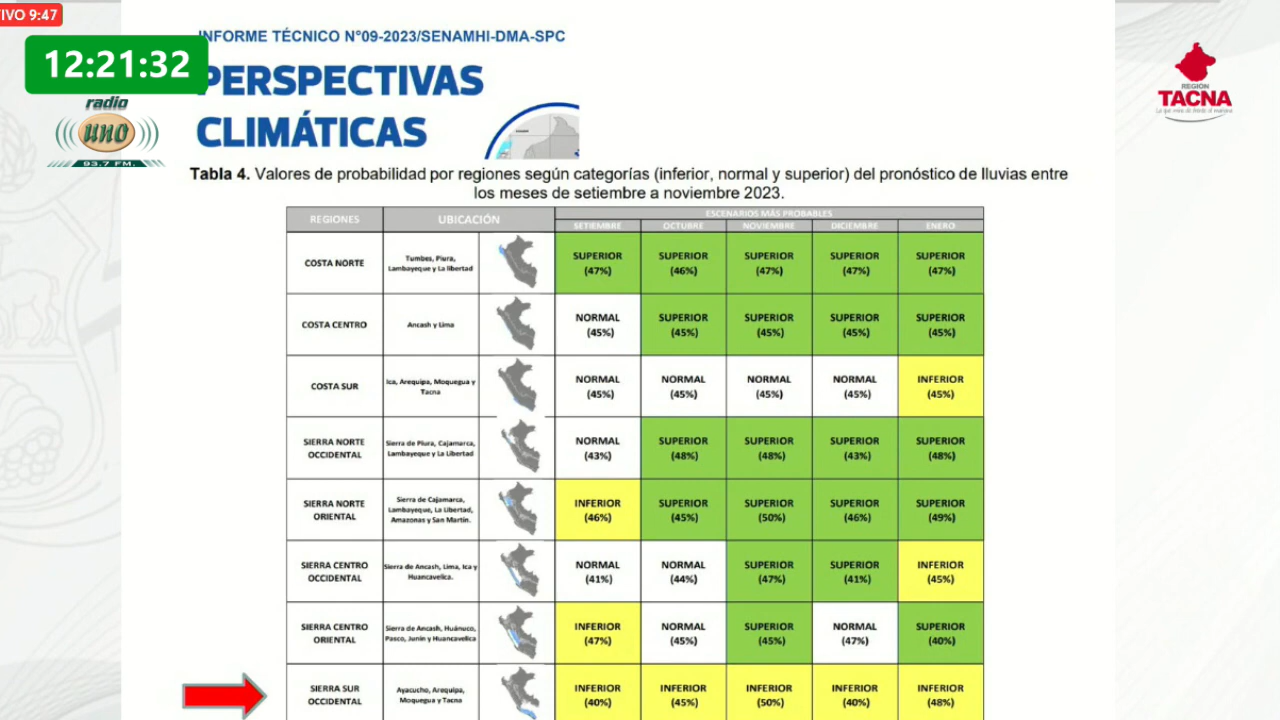 IVO 9:47
12:21:32
radio
uno
93.7 FM.
INFORME TÉCNICO N°09-2023/SENAMHI-DMA-SPC
PERSPECTIVAS
CLIMÁTICAS
REGION
TACNA
Tabla 4. Valores de probabilidad por regiones según categorías (inferior, normal y superior) del pronóstico de lluvias entre
los meses de setiembre a noviembre 2023.
REGIONES UBICACIÓN ESCENARIOS MÁS PROBABLES
SETIEMBRE OCTUBRE NOVIEMBRE DICIEMBRE ENERO
COSTA NORTE
Tumbes, Piura,
Lambayeque y La libertad
SUPERIOR SUPERIOR SUPERIOR SUPERIOR SUPERIOR
(47%) (46%) (47%) (47%) (47%)
COSTA CENTRO
Ancash y Lima
NORMAL SUPERIOR SUPERIOR SUPERIOR SUPERIOR
(45%) (45%) (45%) (45%) (45%)
COSTA SUR
Ica, Arequipa, Moquegua y
Tacna
NORMAL NORMAL NORMAL NORMAL INFERIOR
(45%) (45%) (45%) (45%) (45%)
SIERRA NORTE
OCCIDENTAL
Sierra de Piura, Cajamarca,
Lambayeque y La Libertad
NORMAL SUPERIOR SUPERIOR SUPERIOR SUPERIOR
(43%) (48%) (48%) (43%) (48%)
SIERRA NORTE
ORIENTAL
Sierra de Cajamarca,
Lambayeque, La Libertad,
Amazonas y San Martín.
INFERIOR SUPERIOR SUPERIOR SUPERIOR SUPERIOR
(46%) (45%) (50%) (46%) (49%)
SIERRA CENTRO
OCCIDENTAL
Sierra de Ancash, Lima, Ica y
Huancavelica.
NORMAL NORMAL SUPERIOR SUPERIOR INFERIOR
(41%) (44%) (47%) (41%) (45%)
SIERRA CENTRO
ORIENTAL
Sierra de Ancash, Huánuco,
Pasco, Junín y Huancavelica
INFERIOR NORMAL SUPERIOR NORMAL SUPERIOR
(47%) (45%) (45%) (47%) (40%)
SIERRA SUR
OCCIDENTAL
Ayacucho, Arequipa,
Moquegua y Tacna
INFERIOR INFERIOR INFERIOR INFERIOR INFERIOR
(40%) (45%) (50%) (40%) (48%)